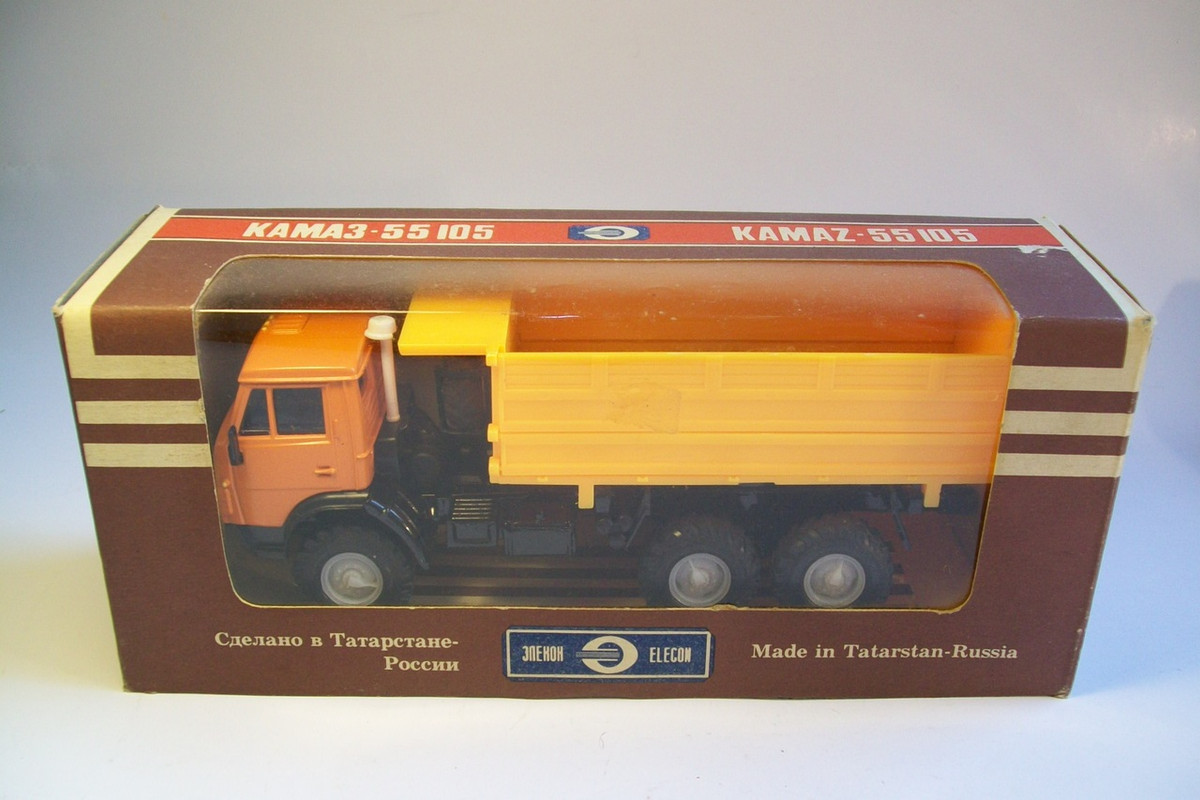 КАМАЗ-55105
KAMAZ-55105
Сделано в Татарстане-
России
ЭЛЕКОН
ELECON
Made in Tatarstan-Russia